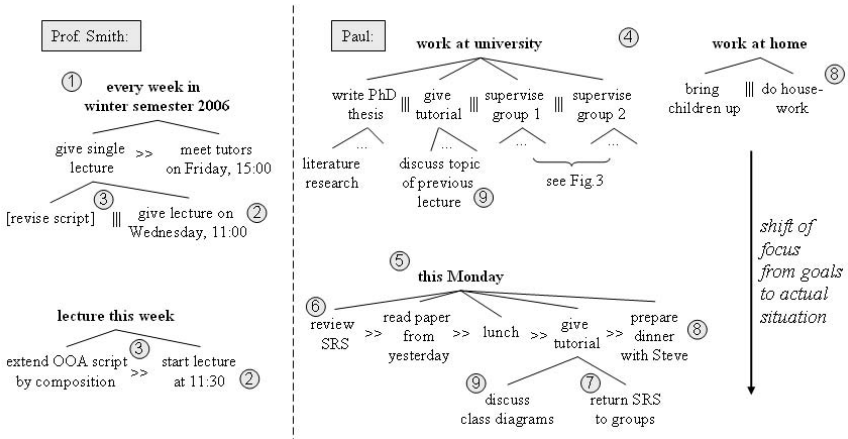 Prof. Smith:
1
every week in
winter semester 2006
give single
lecture
>>
meet tutors
on Friday, 15:00
3
[revise script]
|||
give lecture on
Wednesday, 11:00
2
lecture this week
extend OOA script
by composition
3
>>
start lecture
at 11:30
2
Paul:
work at university
4
write PhD
thesis
|||
give
tutorial
|||
supervise
group 1
|||
supervise
group 2
...
...
...
...
literature
research
discuss topic
of previous
lecture
9
see Fig.3
work at home
bring
children up
|||
do house-
work
8
shift of
focus
from goals
to actual
situation
5
this Monday
6
review
SRS
>>
read paper
from
yesterday
>>
lunch
>>
give
tutorial
>>
prepare
dinner
with Steve
8
9
discuss
class diagrams
7
return SRS
to groups